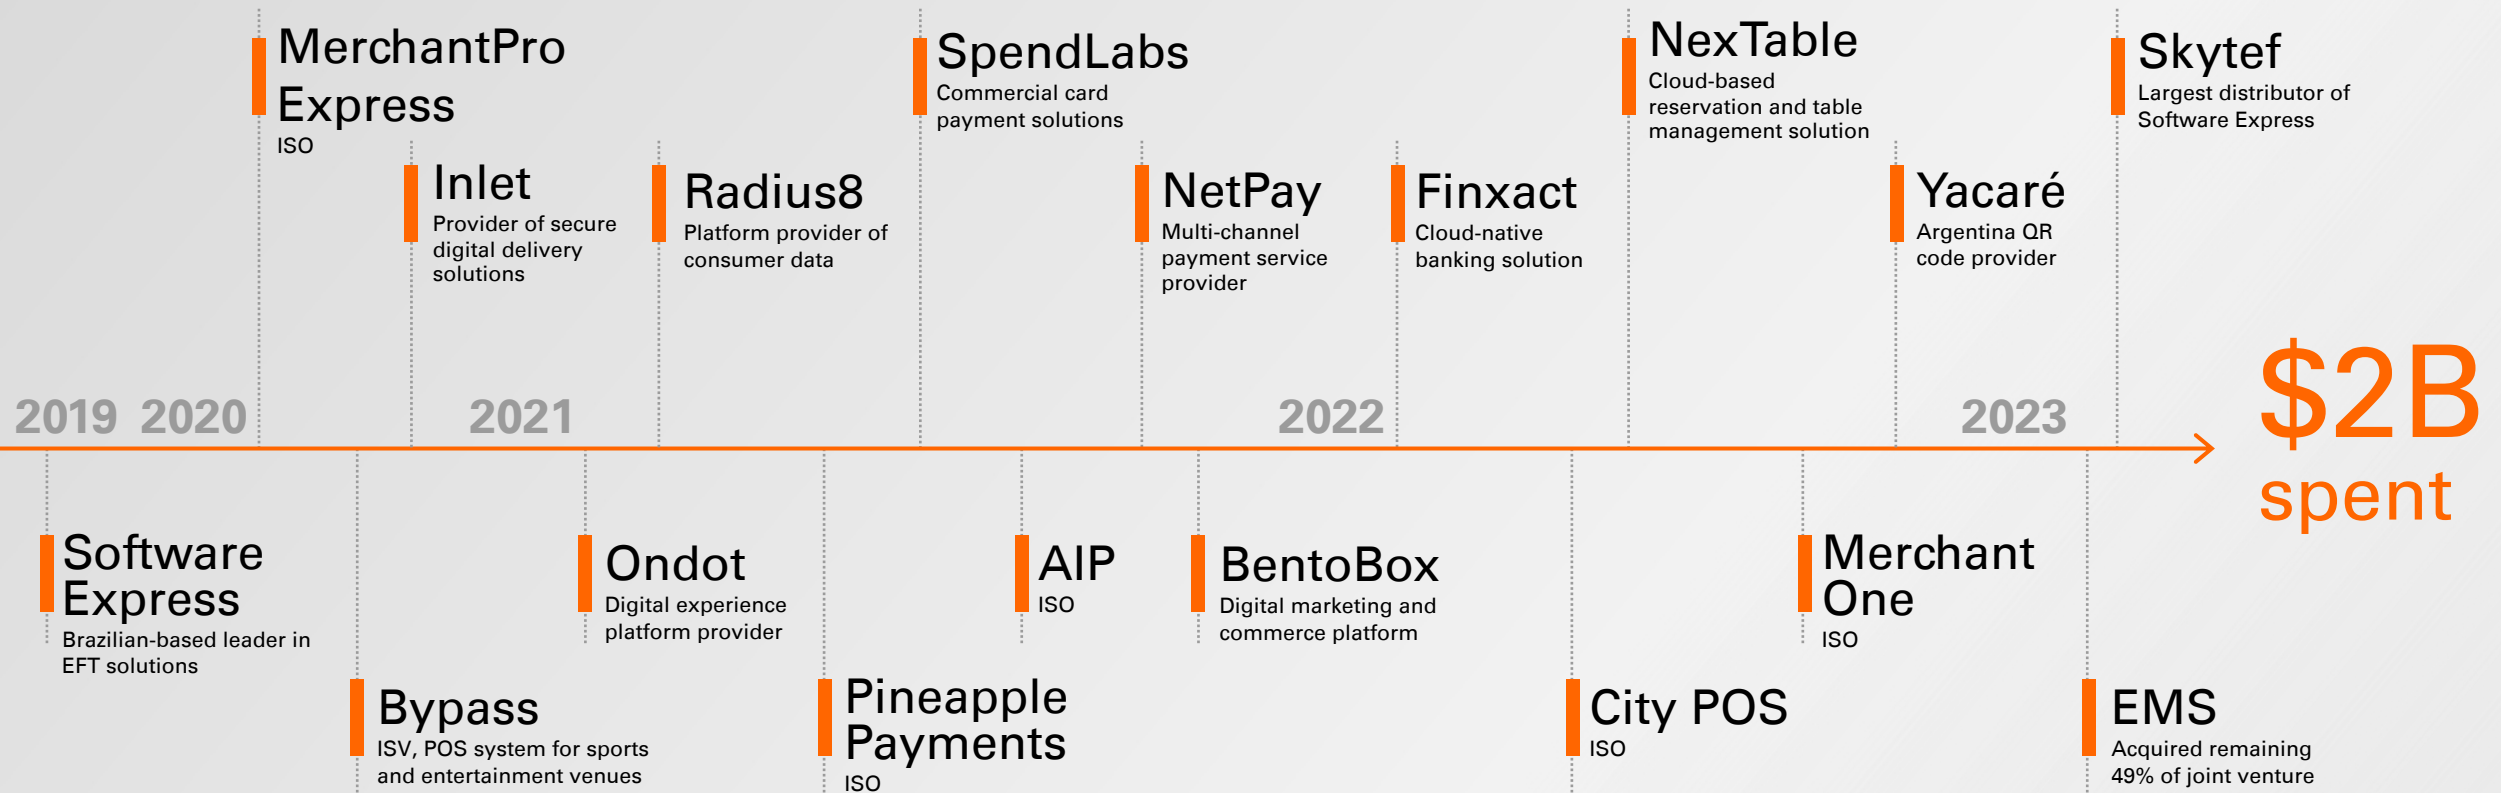 MerchantPro
Express
ISO
Inlet
Provider of secure
digital delivery
solutions
Radius8
Platform provider of
consumer data
SpendLabs
Commercial card
payment solutions
NetPay
Multi-channel
payment service
provider
Finxact
Cloud-native
banking solution
NexTable
Cloud-based
reservation and table
management solution
Yacaré
Argentina QR
code provider
Skytef
Largest distributor of
Software Express
2019 2020 2021 2022 2023
$2B
spent
Software
Express
Brazilian-based leader in
EFT solutions
Bypass
ISV, POS system for sports
and entertainment venues
Ondot
Digital experience
platform provider
Pineapple
Payments
ISO
AIP
ISO
BentoBox
Digital marketing and
commerce platform
City POS
ISO
Merchant
One
ISO
EMS
Acquired remaining
49% of joint venture